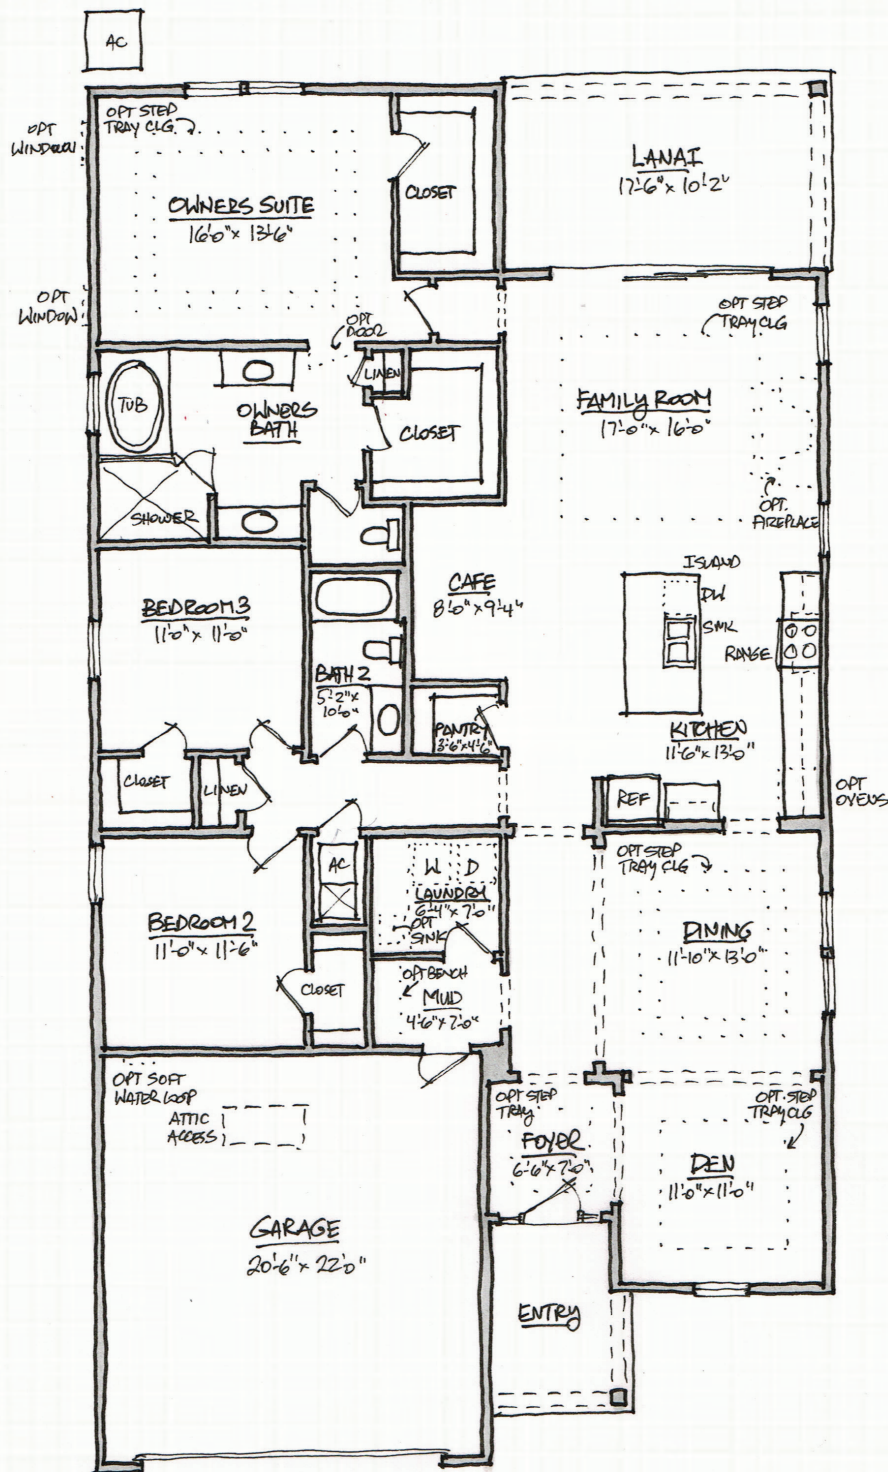 AC
OPT STEP
TRAY CLG.
OPT
WINDOW
OWNERS SUITE
16'-0" x 13'-6"
CLOSET
LANAI
17'-6" x 10'-2"
OPT
WINDOW
OPT
DOOR
OPT STEP
TRAY CLG
TUB
OWNERS
BATH
LINEN
CLOSET
FAMILY ROOM
17'-0" x 16'-0"
SHOWER
OPT.
FIREPLACE
CAFE
8'-0" x 9'-4"
ISLAND
DW
SINK
RANGE
BEDROOM 3
11'-0" x 11'-0"
BATH 2
5'-2" x
10'-0"
PANTRY
3'-6" x 4'-6"
KITCHEN
11'-6" x 13'-0"
CLOSET
LINEN
REF
OPT
OVENS
AC
W D
LAUNDRY
6'-4" x 7'-0"
OPT
SINK
OPT STEP
TRAY CLG
BEDROOM 2
11'-0" x 11'-6"
DINING
11'-10" x 13'-0"
CLOSET
OPT BENCH
MUD
4'-6" x 7'-0"
OPT SOFT
WATER LOOP
ATTIC
ACCESS
OPT STEP
TRAY
FOYER
6'-6" x 7'-0"
OPT. STEP
TRAY CLG
DEN
11'-0" x 11'-0"
GARAGE
20'-6" x 22'-0"
ENTRY